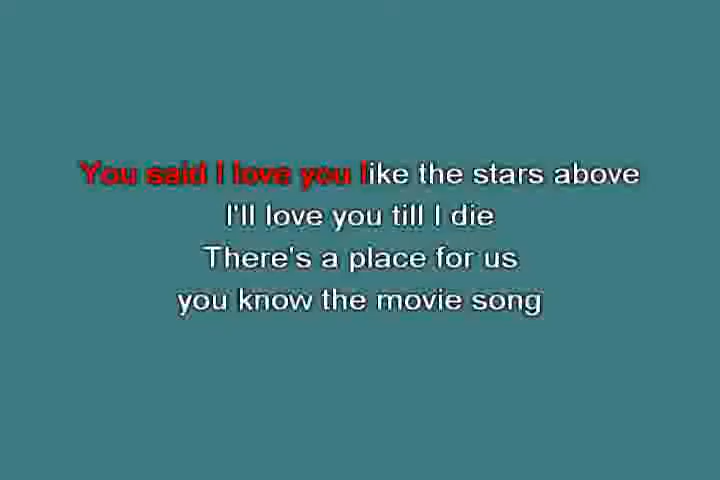 You said I love you like the stars above
I'll love you till I die
There's a place for us
you know the movie song